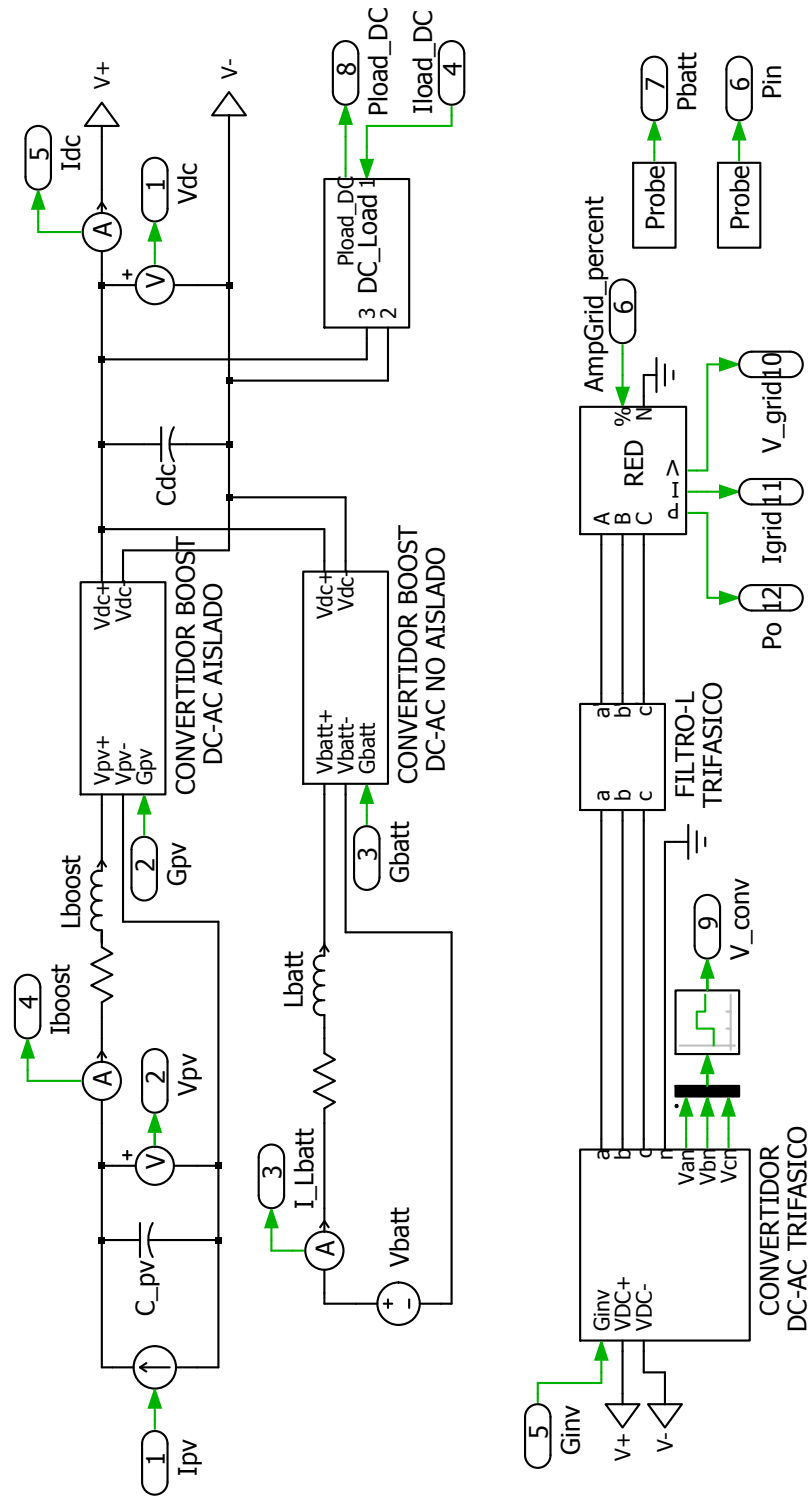 1
Ipv
C_pv
+
V
2
Vpv
A
4
Iboost
Lboost
2
Gpv
Vpv+
Vpv-
Gpv
Vdc+
Vdc-
CONVERTIDOR BOOST
DC-AC AISLADO
Cdc
+
V
1
Vdc
A
5
Idc
V+
V-
3
2
Pload_DC
DC_Load
1
8
Pload_DC
Iload_DC
4
Vbatt
+
-
A
3
I_Lbatt
Lbatt
3
Gbatt
Vbatt+
Vbatt-
Gbatt
Vdc+
Vdc-
CONVERTIDOR BOOST
DC-AC NO AISLADO
5
Ginv
V+
V-
Ginv
VDC+
VDC-
a
b
c
n
Van
Vbn
Vcn
CONVERTIDOR
DC-AC TRIFASICO
9
V_conv
a
b
c
a'
b'
c'
FILTRO-L
TRIFASICO
A
B
C
RED
%
N
P
I
V
AmpGrid_percent
6
Po 12
Igrid 11
V_grid 10
Probe
7
Pbatt
Probe
6
Pin